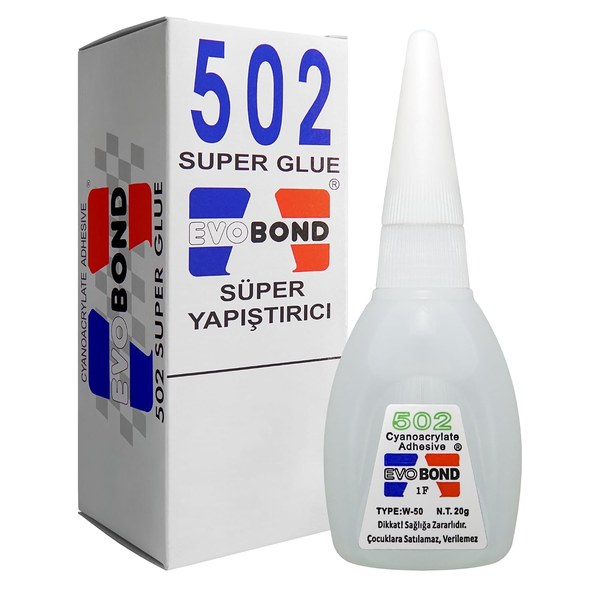 502
SUPER GLUE
®
EVOBOND
SÜPER
YAPIŞTIRICI
CYANOACRYLATE ADHESIVE ®
EVOBOND
502 SUPER GLUE
502
Cyanoacrylate
Adhesive ®
EVOBOND
1F
TYPE:W-50 N.T. 20g
Dikkat! Sağlığa Zararlıdır.
Çocuklara Satılamaz, Verilemez